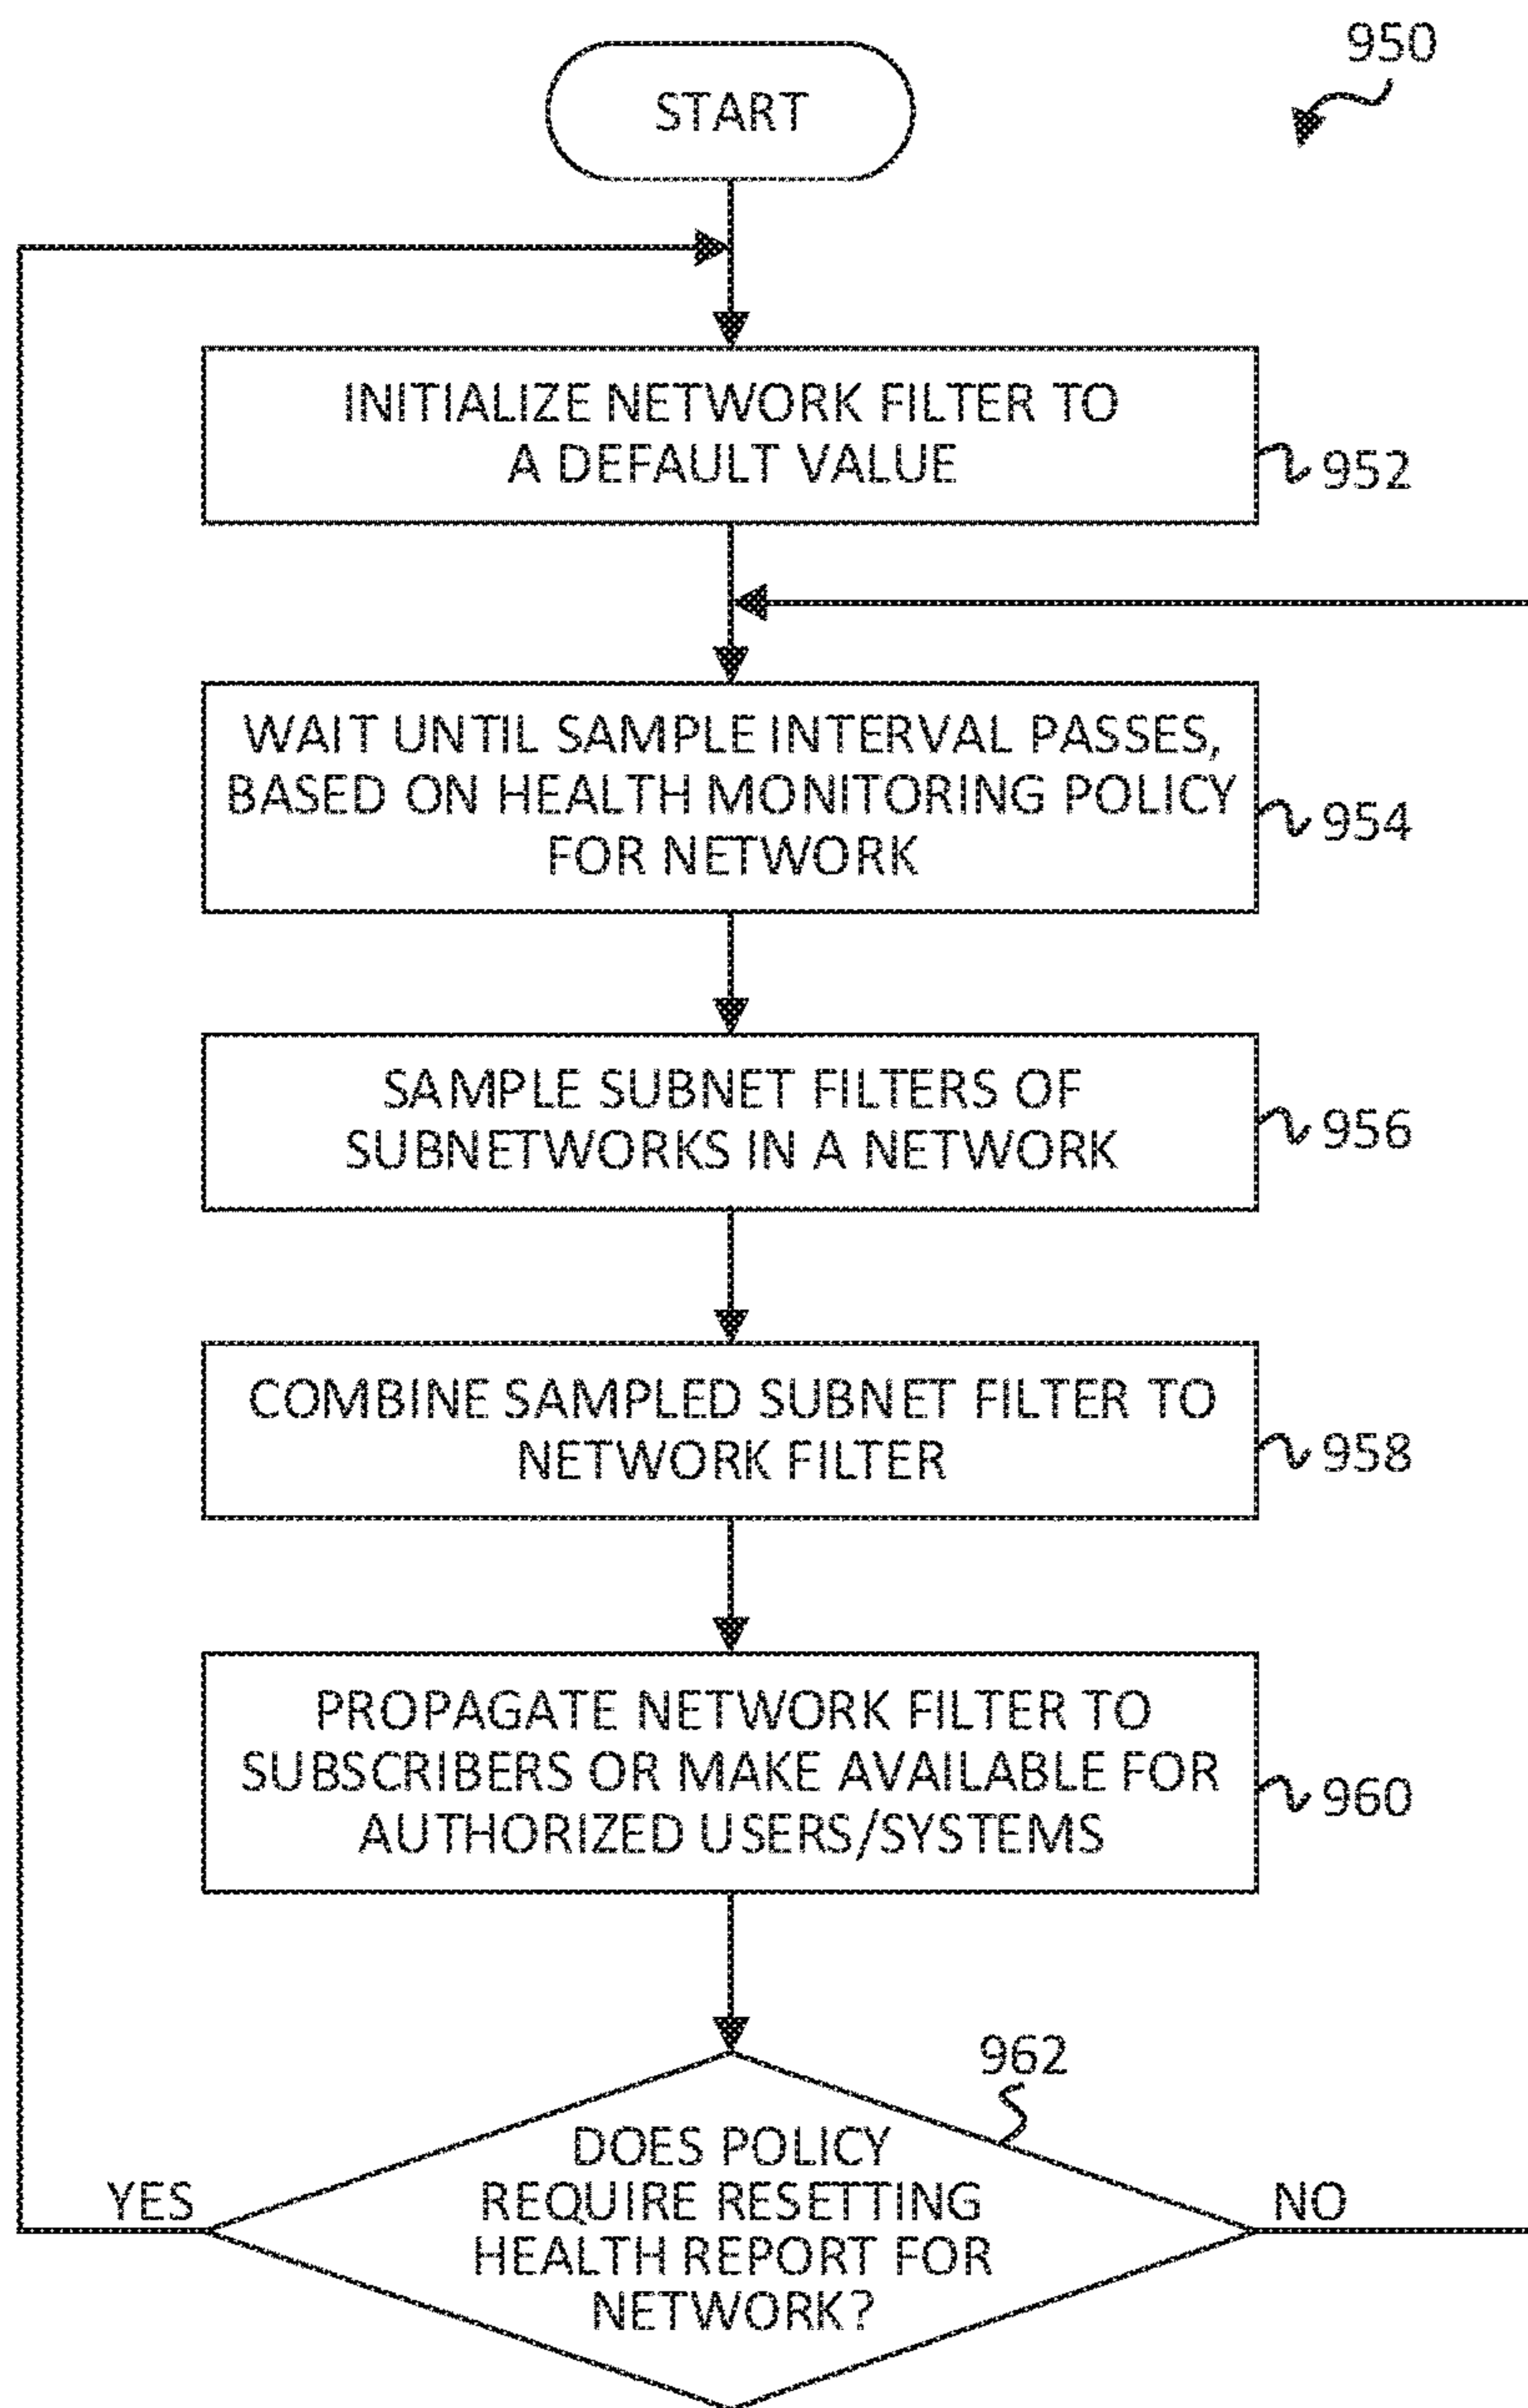 950
START
INITIALIZE NETWORK FILTER TO
A DEFAULT VALUE
952
WAIT UNTIL SAMPLE INTERVAL PASSES,
BASED ON HEALTH MONITORING POLICY
FOR NETWORK
954
SAMPLE SUBNET FILTERS OF
SUBNETWORKS IN A NETWORK
956
COMBINE SAMPLED SUBNET FILTER TO
NETWORK FILTER
958
PROPAGATE NETWORK FILTER TO
SUBSCRIBERS OR MAKE AVAILABLE FOR
AUTHORIZED USERS/SYSTEMS
960
962
DOES POLICY
REQUIRE RESETTING
HEALTH REPORT FOR
NETWORK?
YES
NO